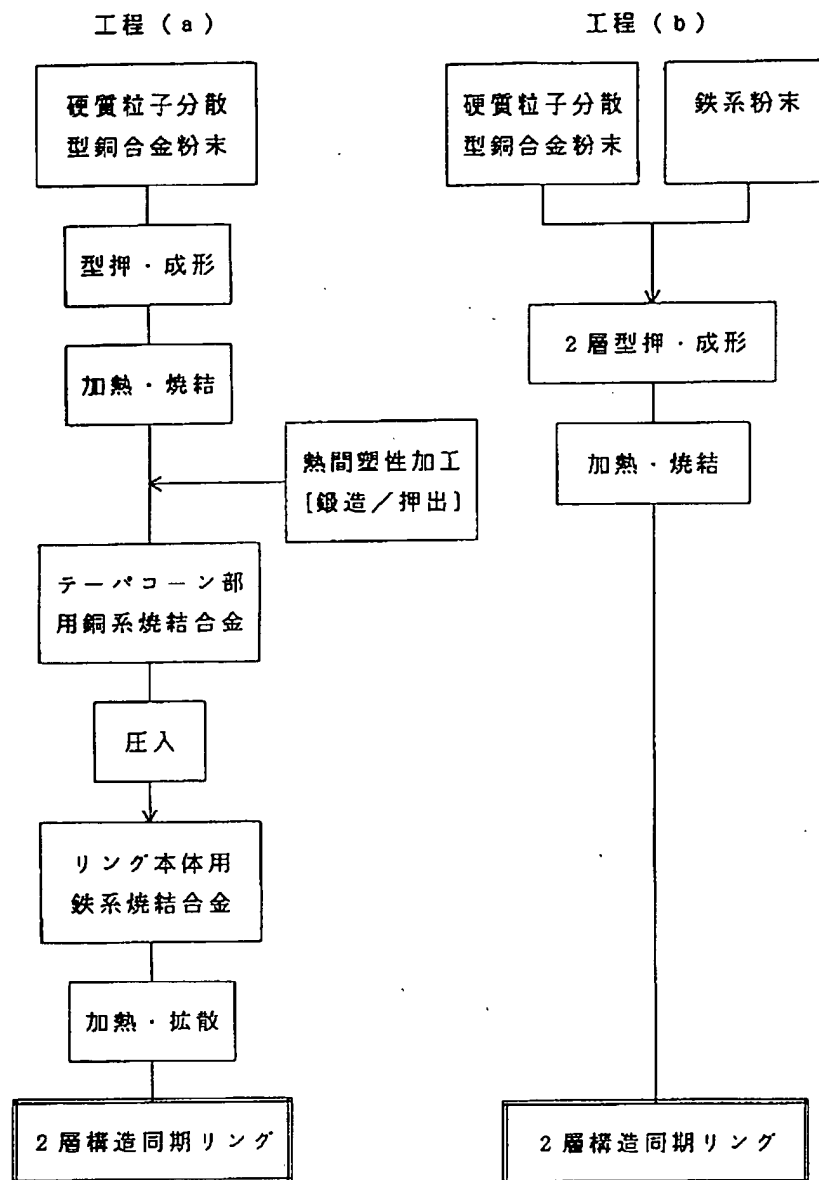 工程(a)
硬質粒子分散
型銅合金粉末
型押・成形
加熱・焼結
熱間塑性加工
[鍛造/押出]
テーパコーン部
用銅系焼結合金
圧入
リング本体用
鉄系焼結合金
加熱・拡散
2層構造同期リング
工程(b)
硬質粒子分散
型銅合金粉末
鉄系粉末
2層型押・成形
加熱・焼結
2層構造同期リング